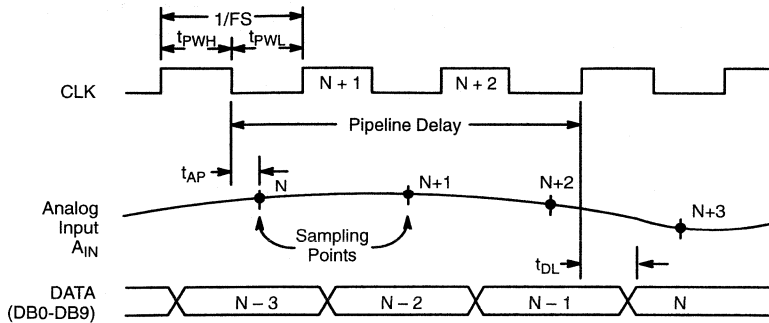 1/FS
tPWH
tPWL
CLK
N + 1
N + 2
Pipeline Delay
tAP
N
N+1
N+2
N+3
Analog
Input
AIN
Sampling
Points
tDL
DATA
(DB0-DB9)
N – 3
N – 2
N – 1
N